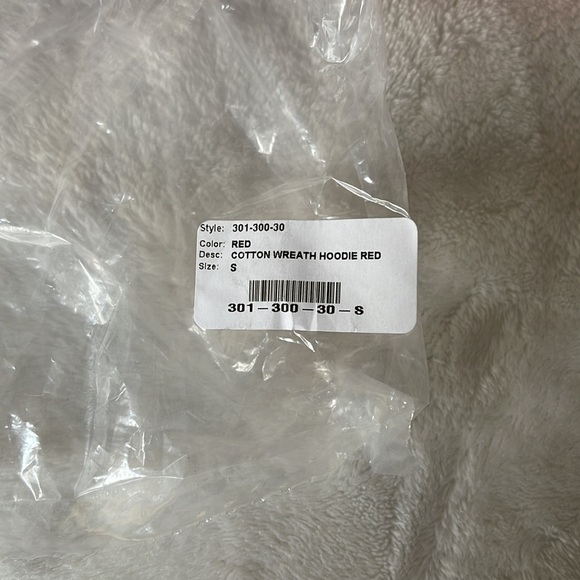 Style: 301-300-30
Color: RED
Desc: COTTON WREATH HOODIE RED
Size: S
301-300-30-S